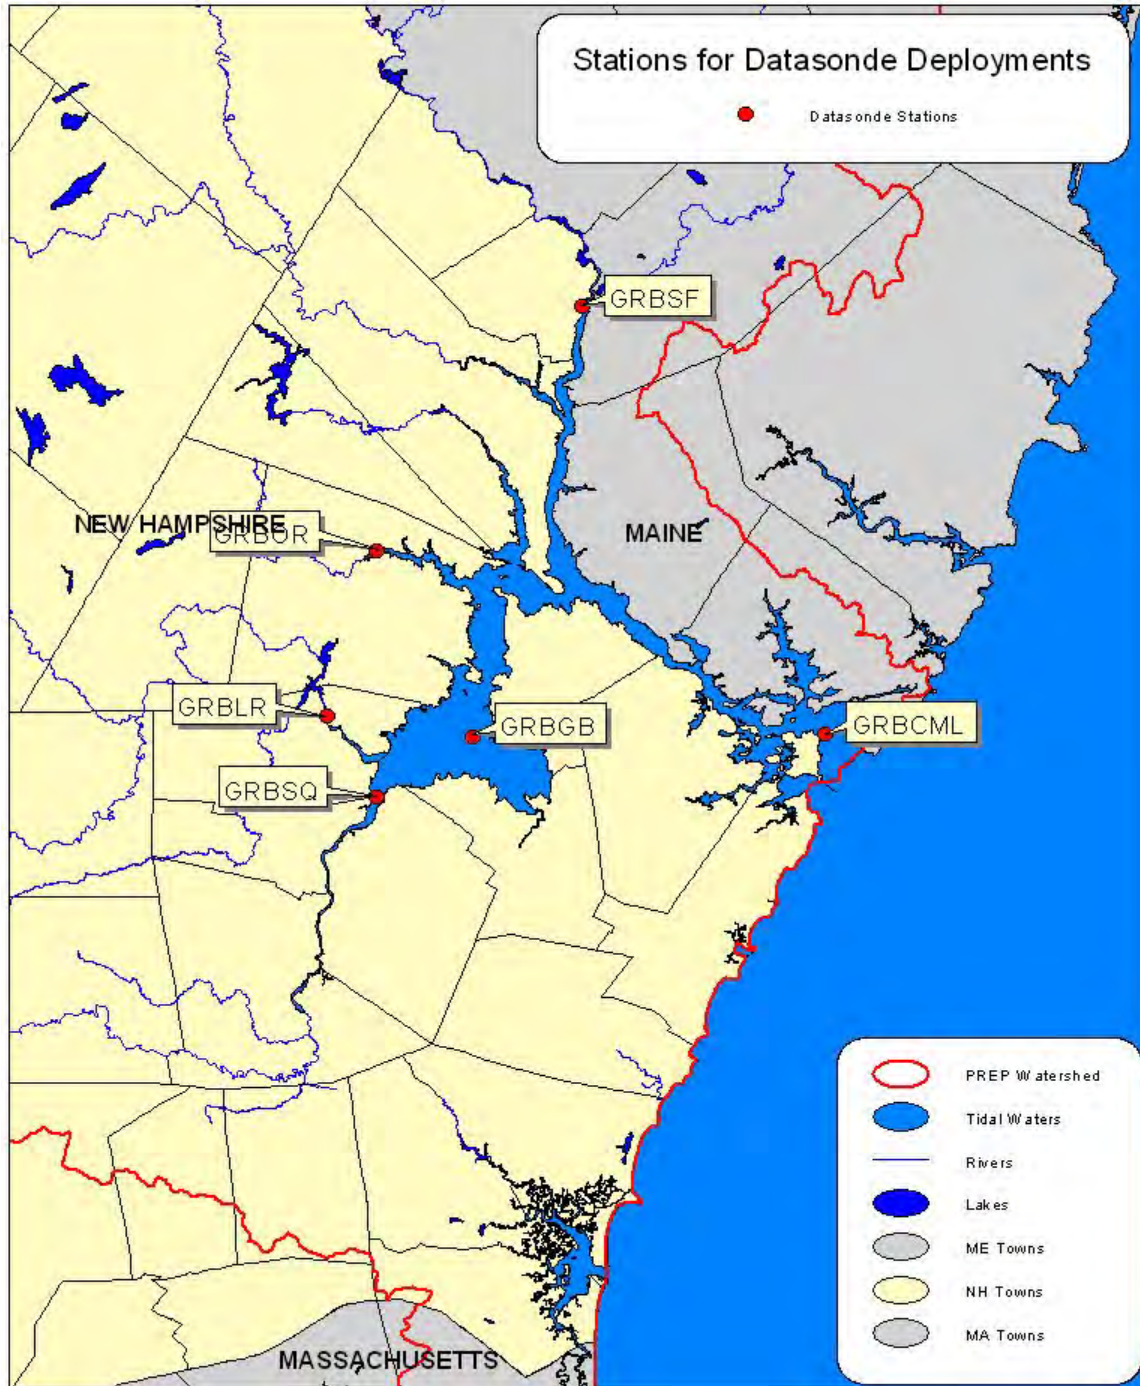 Stations for Datasonde Deployments
Datasonde Stations
GRBSF
NEW HAMPSHIRE
GRBOR
MAINE
GRBLR
GRBGB
GRBCML
GRBSQ
PREP Watershed
Tidal Waters
Rivers
Lakes
ME Towns
NH Towns
MA Towns
MASSACHUSETTS